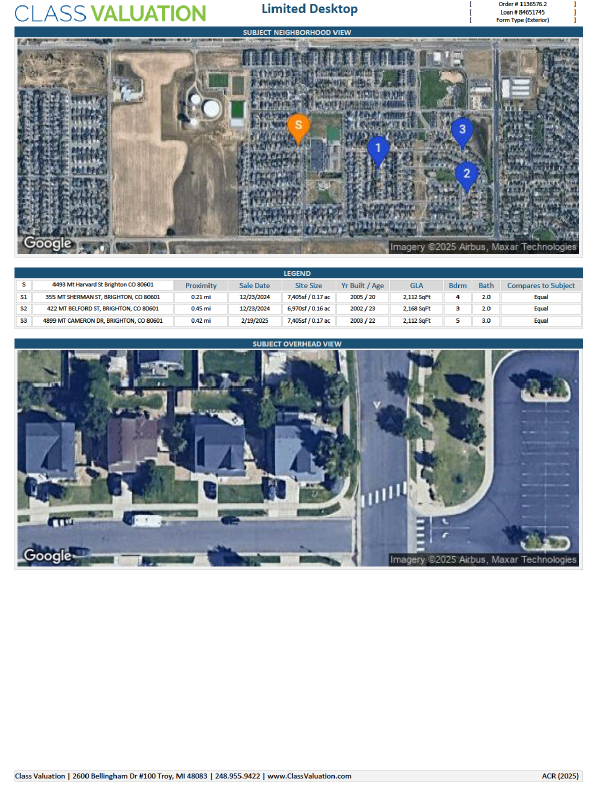 CLASS VALUATION
Limited Desktop
[ Order # 1136576.2 ]
[ Loan # 84651745 ]
[ Form Type (Exterior) ]
SUBJECT NEIGHBORHOOD VIEW
S
1
3
2
Google
Imagery ©2025 Airbus, Maxar Technologies
LEGEND
S 4493 Mt Harvard St Brighton CO 80601 Proximity Sale Date Site Size Yr Built / Age GLA Bdrm Bath Compares to Subject
S1 355 MT SHERMAN ST, BRIGHTON, CO 80601 0.21 mi 12/23/2024 7,405sf / 0.17 ac 2005 / 20 2,112 SqFt 4 2.0 Equal
S2 422 MT BELFORD ST, BRIGHTON, CO 80601 0.45 mi 12/23/2024 6,970sf / 0.16 ac 2002 / 23 2,168 SqFt 3 2.0 Equal
S3 4899 MT CAMERON DR, BRIGHTON, CO 80601 0.42 mi 2/19/2025 7,405sf / 0.17 ac 2003 / 22 2,112 SqFt 5 3.0 Equal
SUBJECT OVERHEAD VIEW
Google
Imagery ©2025 Airbus, Maxar Technologies
Class Valuation | 2600 Bellingham Dr #100 Troy, MI 48083 | 248.955.9422 | www.ClassValuation.com ACR (2025)